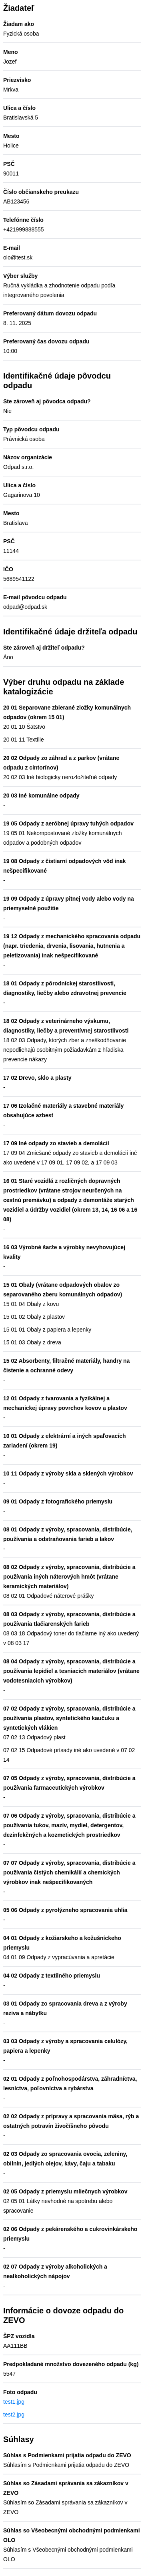 Žiadateľ
Žiadam ako
Fyzická osoba
Meno
Jozef
Priezvisko
Mrkva
Ulica a číslo
Bratislavská 5
Mesto
Holice
PSČ
90011
Číslo občianskeho preukazu
AB123456
Telefónne číslo
+421999888555
E-mail
olo@test.sk
Výber služby
Ručná vykládka a zhodnotenie odpadu podľa
integrovaného povolenia
Preferovaný dátum dovozu odpadu
8. 11. 2025
Preferovaný čas dovozu odpadu
10:00
Identifikačné údaje pôvodcu
odpadu
Ste zároveň aj pôvodca odpadu?
Nie
Typ pôvodcu odpadu
Právnická osoba
Názov organizácie
Odpad s.r.o.
Ulica a číslo
Gagarinova 10
Mesto
Bratislava
PSČ
11144
IČO
5689541122
E-mail pôvodcu odpadu
odpad@odpad.sk
Identifikačné údaje držiteľa odpadu
Ste zároveň aj držiteľ odpadu?
Áno
Výber druhu odpadu na základe
katalogizácie
20 01 Separovane zbierané zložky komunálnych
odpadov (okrem 15 01)
20 01 10 Šatstvo
20 01 11 Textílie
20 02 Odpady zo záhrad a z parkov (vrátane
odpadu z cintorínov)
20 02 03 Iné biologicky nerozložiteľné odpady
20 03 Iné komunálne odpady
-
19 05 Odpady z aeróbnej úpravy tuhých odpadov
19 05 01 Nekompostované zložky komunálnych
odpadov a podobných odpadov
19 08 Odpady z čistiarní odpadových vôd inak
nešpecifikované
-
19 09 Odpady z úpravy pitnej vody alebo vody na
priemyselné použitie
-
19 12 Odpady z mechanického spracovania odpadu
(napr. triedenia, drvenia, lisovania, hutnenia a
peletizovania) inak nešpecifikované
-
18 01 Odpady z pôrodníckej starostlivosti,
diagnostiky, liečby alebo zdravotnej prevencie
-
18 02 Odpady z veterinárneho výskumu,
diagnostiky, liečby a preventívnej starostlivosti
18 02 03 Odpady, ktorých zber a zneškodňovanie
nepodliehajú osobitným požiadavkám z hľadiska
prevencie nákazy
17 02 Drevo, sklo a plasty
-
17 06 Izolačné materiály a stavebné materiály
obsahujúce azbest
-
17 09 Iné odpady zo stavieb a demolácií
17 09 04 Zmiešané odpady zo stavieb a demolácií iné
ako uvedené v 17 09 01, 17 09 02, a 17 09 03
16 01 Staré vozidlá z rozličných dopravných
prostriedkov (vrátane strojov neurčených na
cestnú premávku) a odpady z demontáže starých
vozidiel a údržby vozidiel (okrem 13, 14, 16 06 a 16
08)
-
16 03 Výrobné šarže a výrobky nevyhovujúcej
kvality
-
15 01 Obaly (vrátane odpadových obalov zo
separovaného zberu komunálnych odpadov)
15 01 04 Obaly z kovu
15 01 02 Obaly z plastov
15 01 01 Obaly z papiera a lepenky
15 01 03 Obaly z dreva
15 02 Absorbenty, filtračné materiály, handry na
čistenie a ochranné odevy
-
12 01 Odpady z tvarovania a fyzikálnej a
mechanickej úpravy povrchov kovov a plastov
-
10 01 Odpady z elektrární a iných spaľovacích
zariadení (okrem 19)
-
10 11 Odpady z výroby skla a sklených výrobkov
-
09 01 Odpady z fotografického priemyslu
-
08 01 Odpady z výroby, spracovania, distribúcie,
používania a odstraňovania farieb a lakov
-
08 02 Odpady z výroby, spracovania, distribúcie a
používania iných náterových hmôt (vrátane
keramických materiálov)
08 02 01 Odpadové náterové prášky
08 03 Odpady z výroby, spracovania, distribúcie a
používania tlačiarenských farieb
08 03 18 Odpadový toner do tlačiarne iný ako uvedený
v 08 03 17
08 04 Odpady z výroby, spracovania, distribúcie a
používania lepidiel a tesniacich materiálov (vrátane
vodotesniacich výrobkov)
-
07 02 Odpady z výroby, spracovania, distribúcie a
používania plastov, syntetického kaučuku a
syntetických vlákien
07 02 13 Odpadový plast
07 02 15 Odpadové prísady iné ako uvedené v 07 02
14
07 05 Odpady z výroby, spracovania, distribúcie a
používania farmaceutických výrobkov
-
07 06 Odpady z výroby, spracovania, distribúcie a
používania tukov, mazív, mydiel, detergentov,
dezinfekčných a kozmetických prostriedkov
-
07 07 Odpady z výroby, spracovania, distribúcie a
používania čistých chemikálií a chemických
výrobkov inak nešpecifikovaných
-
05 06 Odpady z pyrolýzneho spracovania uhlia
-
04 01 Odpady z kožiarskeho a kožušníckeho
priemyslu
04 01 09 Odpady z vypracúvania a apretácie
04 02 Odpady z textilného priemyslu
-
03 01 Odpady zo spracovania dreva a z výroby
reziva a nábytku
-
03 03 Odpady z výroby a spracovania celulózy,
papiera a lepenky
-
02 01 Odpady z poľnohospodárstva, záhradníctva,
lesníctva, poľovníctva a rybárstva
-
02 02 Odpady z prípravy a spracovania mäsa, rýb a
ostatných potravín živočíšneho pôvodu
-
02 03 Odpady zo spracovania ovocia, zeleniny,
obilnín, jedlých olejov, kávy, čaju a tabaku
-
02 05 Odpady z priemyslu mliečnych výrobkov
02 05 01 Látky nevhodné na spotrebu alebo
spracovanie
02 06 Odpady z pekárenského a cukrovinkárskeho
priemyslu
-
02 07 Odpady z výroby alkoholických a
nealkoholických nápojov
-
Informácie o dovoze odpadu do
ZEVO
ŠPZ vozidla
AA111BB
Predpokladané množstvo dovezeného odpadu (kg)
5547
Foto odpadu
test1.jpg
test2.jpg
Súhlasy
Súhlas s Podmienkami prijatia odpadu do ZEVO
Súhlasím s Podmienkami prijatia odpadu do ZEVO
Súhlas so Zásadami správania sa zákazníkov v
ZEVO
Súhlasím so Zásadami správania sa zákazníkov v
ZEVO
Súhlas so Všeobecnými obchodnými podmienkami
OLO
Súhlasím s Všeobecnými obchodnými podmienkami
OLO